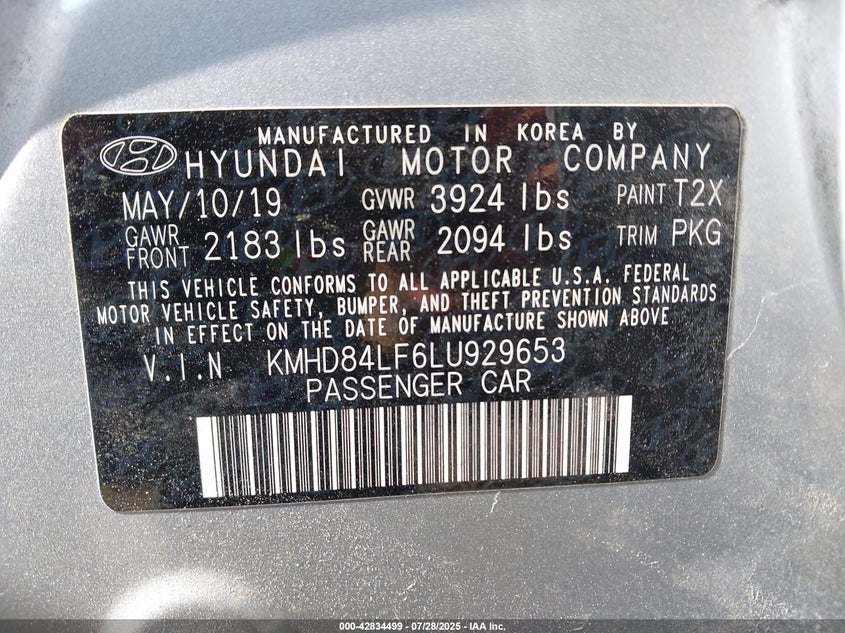 MANUFACTURED IN KOREA BY
HYUNDAI MOTOR COMPANY
MAY/10/19 GVWR 3924 lbs PAINT T2X
GAWR FRONT 2183 lbs GAWR REAR 2094 lbs TRIM PKG
THIS VEHICLE CONFORMS TO ALL APPLICABLE U.S.A. FEDERAL
MOTOR VEHICLE SAFETY, BUMPER, AND THEFT PREVENTION STANDARDS
IN EFFECT ON THE DATE OF MANUFACTURE SHOWN ABOVE
V.I.N KMHD84LF6LU929653
PASSENGER CAR
000-42834499 - 07/28/2025 - IAA Inc.